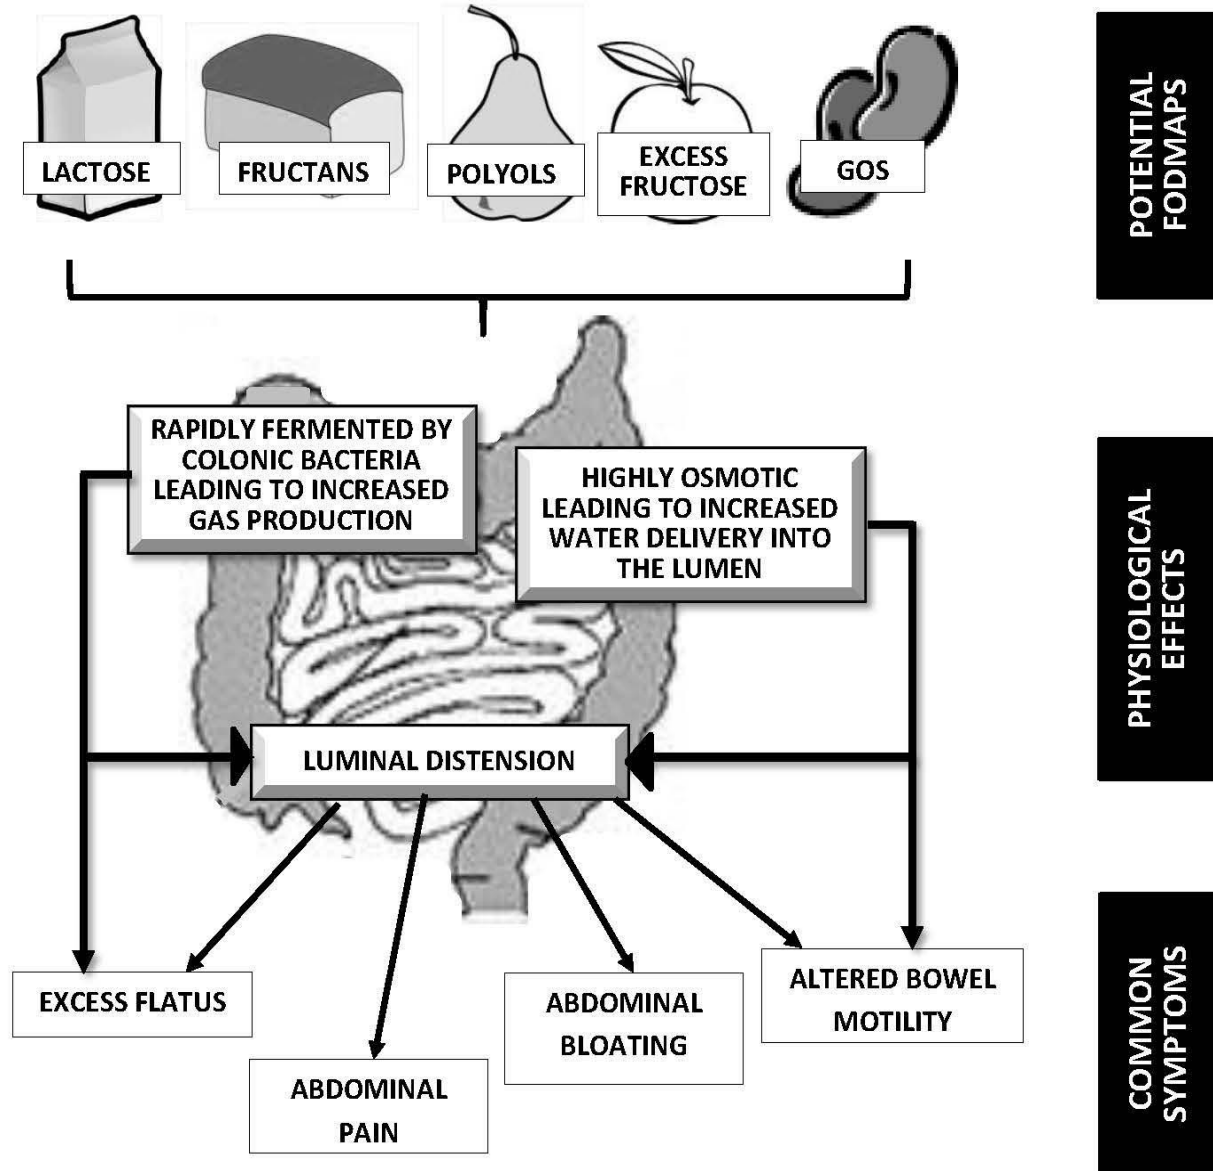 LACTOSE
FRUCTANS
POLYOLS
EXCESS
FRUCTOSE
GOS
POTENTIAL
FODMAPS
RAPIDLY FERMENTED BY
COLONIC BACTERIA
LEADING TO INCREASED
GAS PRODUCTION
HIGHLY OSMOTIC
LEADING TO INCREASED
WATER DELIVERY INTO
THE LUMEN
PHYSIOLOGICAL
EFFECTS
LUMINAL DISTENSION
EXCESS FLATUS
ABDOMINAL
PAIN
ABDOMINAL
BLOATING
ALTERED BOWEL
MOTILITY
COMMON
SYMPTOMS